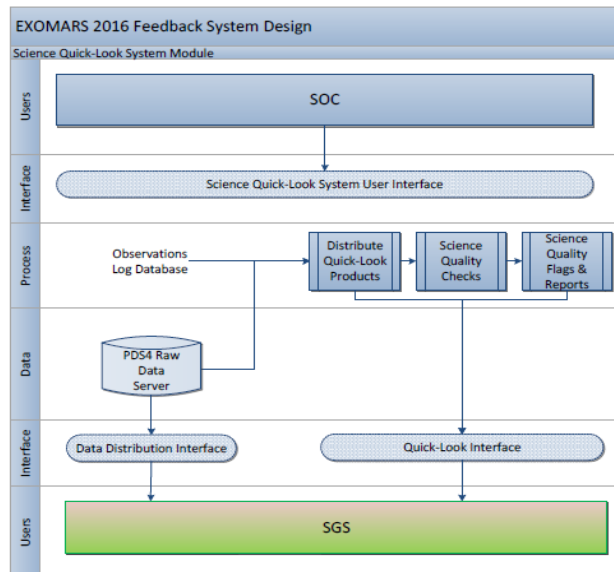 EXOMARS 2016 Feedback System Design
Science Quick-Look System Module
Users
SOC
Interface
Science Quick-Look System User Interface
Process
Observations
Log Database
Distribute
Quick-Look
Products
Science
Quality
Checks
Science
Quality
Flags &
Reports
Data
PDS4 Raw
Data
Server
Interface
Data Distribution Interface
Quick-Look Interface
Users
SGS